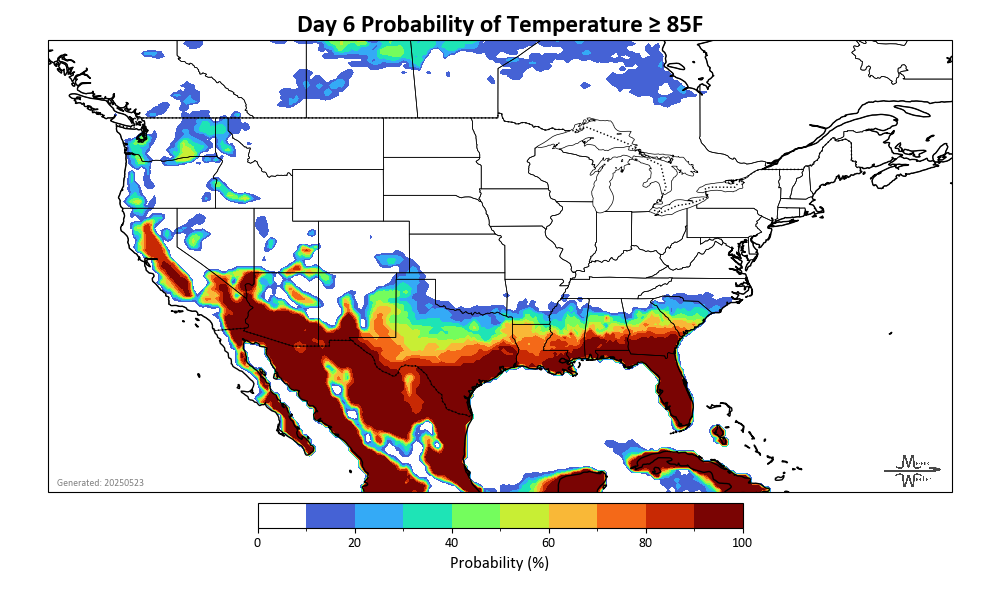 Day 6 Probability of Temperature ≥ 85F
Generated: 20250523
0 20 40 60 80 100
Probability (%)